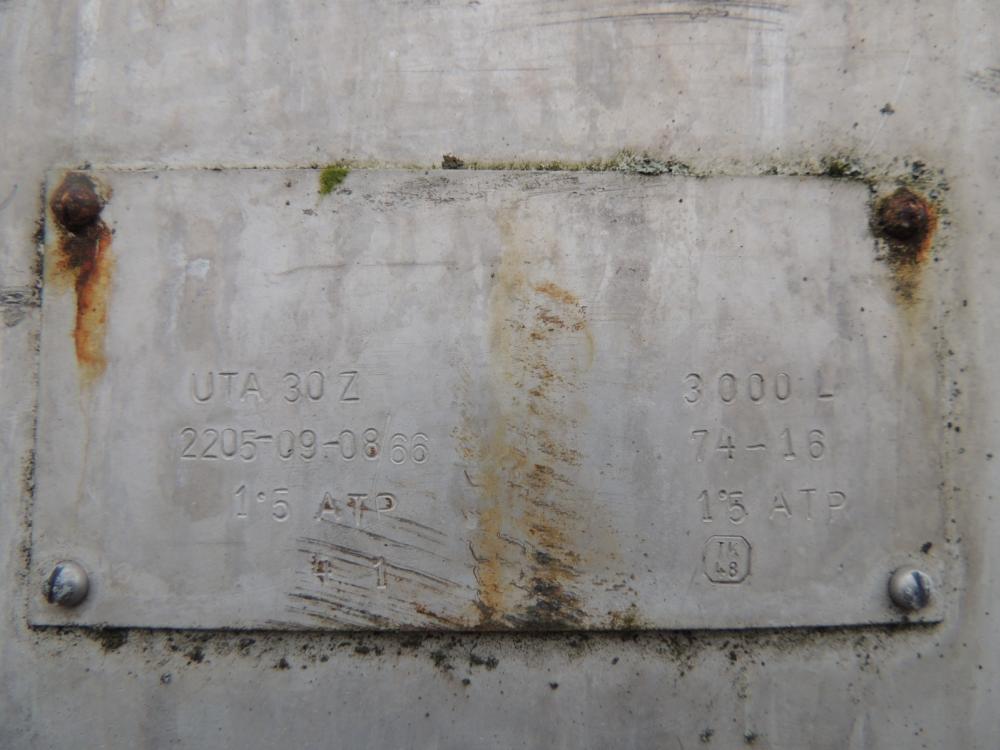 UTA 30 Z
2205-09-08/66
1°5 ATP
1
3000 L
74-16
1°5 ATP
TK
48